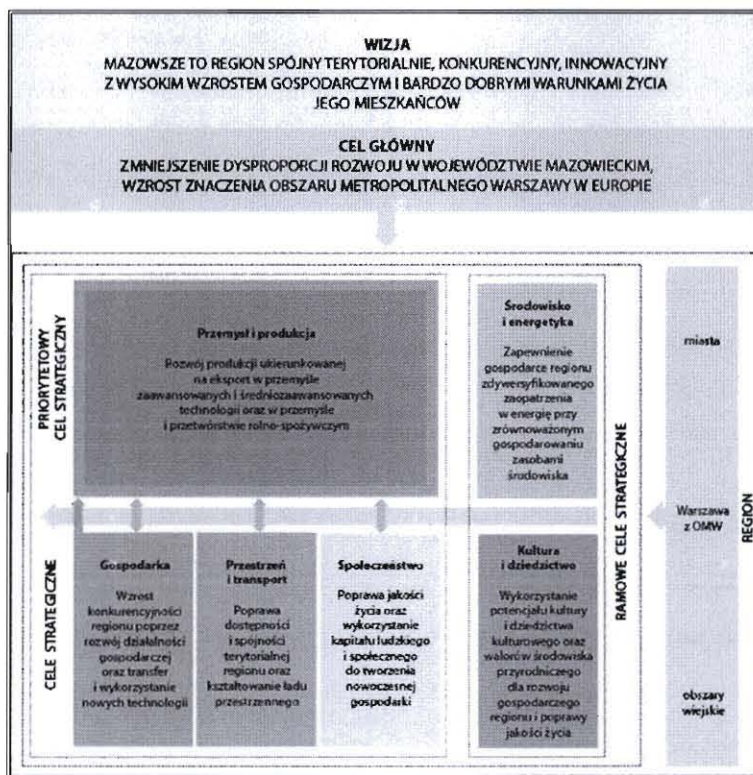 WIZJA
MAZOWSZE TO REGION SPÓJNY TERYTORIALNIE, KONKURENCYJNY, INNOWACYJNY
Z WYSOKIM WZROSTEM GOSPODARCZYM I BARDZO DOBRYMI WARUNKAMI ŻYCIA
JEGO MIESZKAŃCÓW
CEL GŁÓWNY
ZMNIEJSZENIE DYSPROPORCJI ROZWOJU W WOJEWÓDZTWIE MAZOWIECKIM,
WZROST ZNACZENIA OBSZARU METROPOLITALNEGO WARSZAWY W EUROPIE
PRIORYTETOWY
CEL STRATEGICZNY
Przemysł i produkcja
Rozwój produkcji ukierunkowanej
na eksport w przemyśle
zaawansowanych i średniozaawansowanych
technologii oraz w przemyśle
i przetwórstwie rolno-spożywczym
Środowisko
i energetyka
Zapewnienie
gospodarce regionu
zdywersyfikowanego
zaopatrzenia
w energię przy
zrównoważonym
gospodarowaniu
zasobami
środowiska
CELE STRATEGICZNE
Gospodarka
Wzrost
konkurencyjności
regionu poprzez
rozwój działalności
gospodarczej
oraz transfer
i wykorzystanie
nowych technologii
Przestrzeń
i transport
Poprawa
dostępności
i spójności
terytorialnej
regionu oraz
kształtowanie ładu
przestrzennego
Społeczeństwo
Poprawa jakości
życia oraz
wykorzystanie
kapitału ludzkiego
i społecznego
do tworzenia
nowoczesnej
gospodarki
Kultura
i dziedzictwo
Wykorzystanie
potencjału kultury
i dziedzictwa
kulturowego oraz
walorów środowiska
przyrodniczego
dla rozwoju
gospodarczego
regionu i poprawy
jakości życia
RAMOWE CELE STRATEGICZNE
miasta
Warszawa
z OMW
obszary
wiejskie
REGION